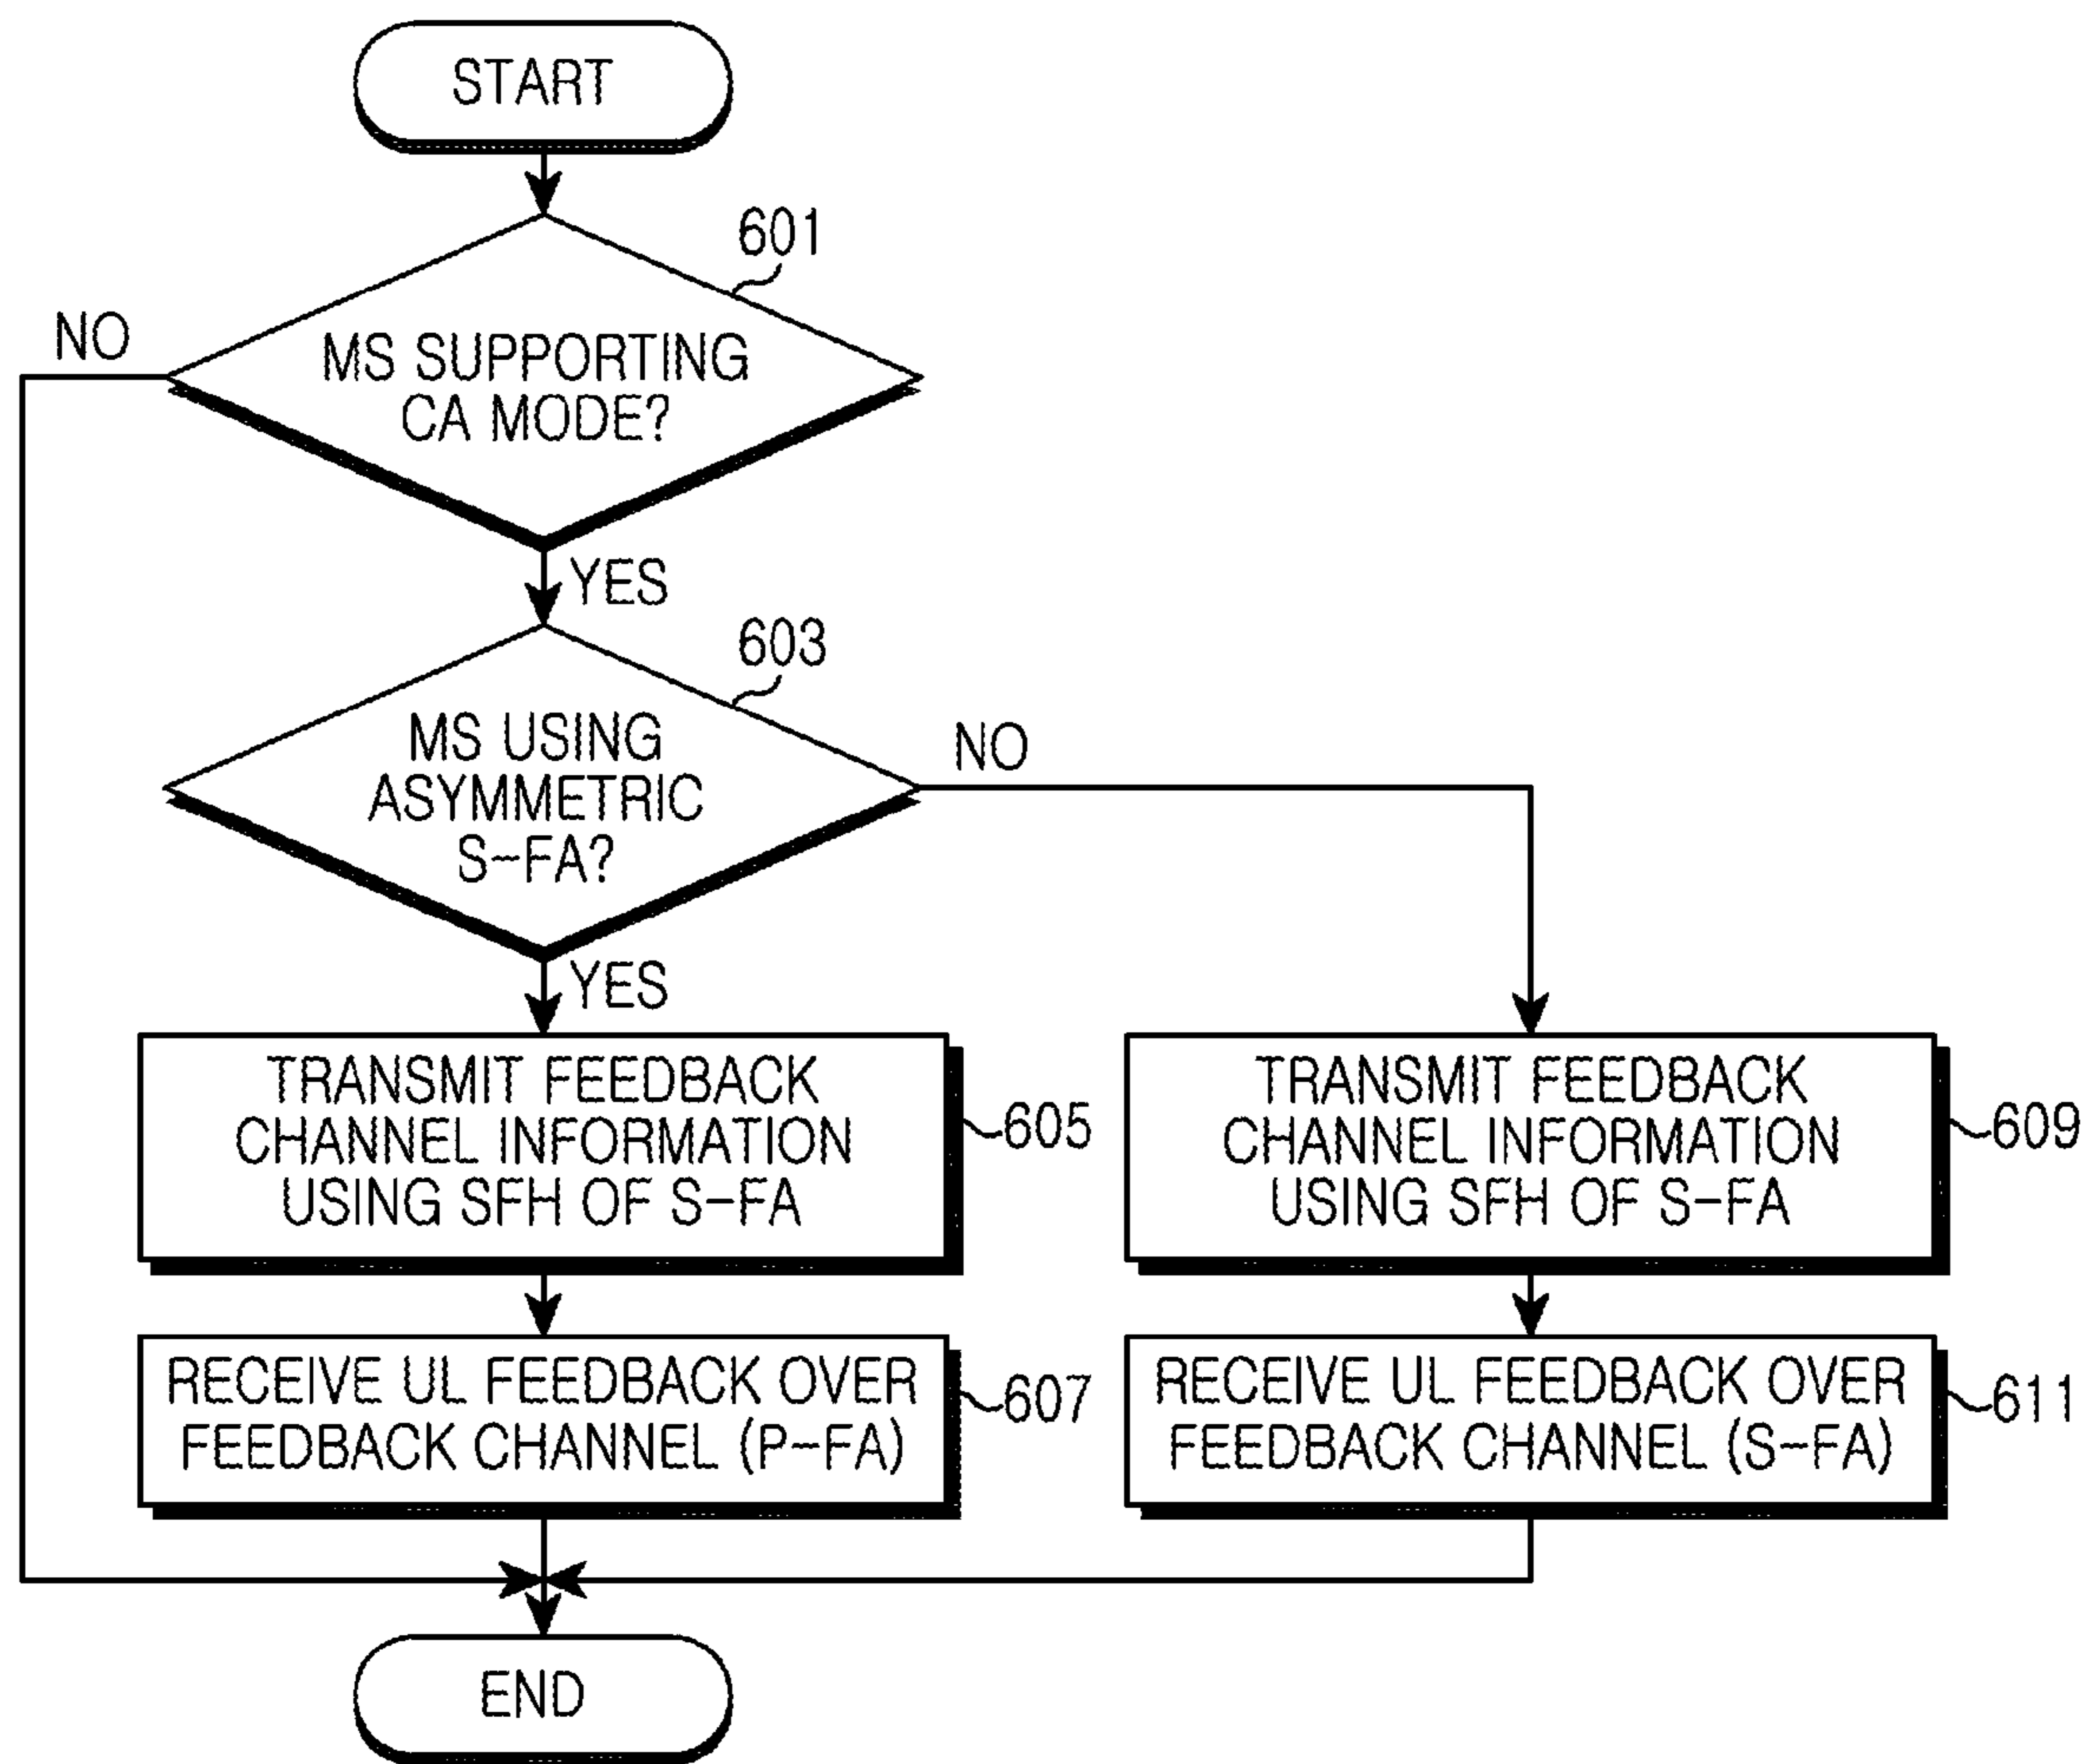 START
601
NO
MS SUPPORTING
CA MODE?
YES
603
MS USING
ASYMMETRIC
S-FA?
NO
YES
TRANSMIT FEEDBACK
CHANNEL INFORMATION
USING SFH OF S-FA
605
TRANSMIT FEEDBACK
CHANNEL INFORMATION
USING SFH OF S-FA
609
RECEIVE UL FEEDBACK OVER
FEEDBACK CHANNEL (P-FA)
607
RECEIVE UL FEEDBACK OVER
FEEDBACK CHANNEL (S-FA)
611
END